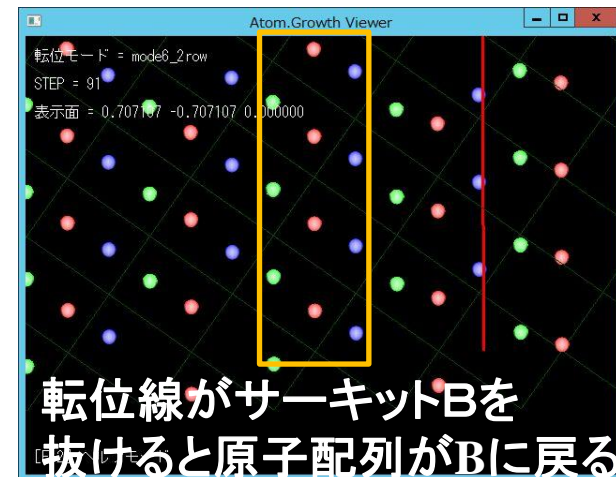 Atom.Growth Viewer
転位モード = mode6_2row
STEP = 91
表示面 = 0.707107 -0.707107 0.000000
転位線がサーキットBを
抜けると原子配列がBに戻る